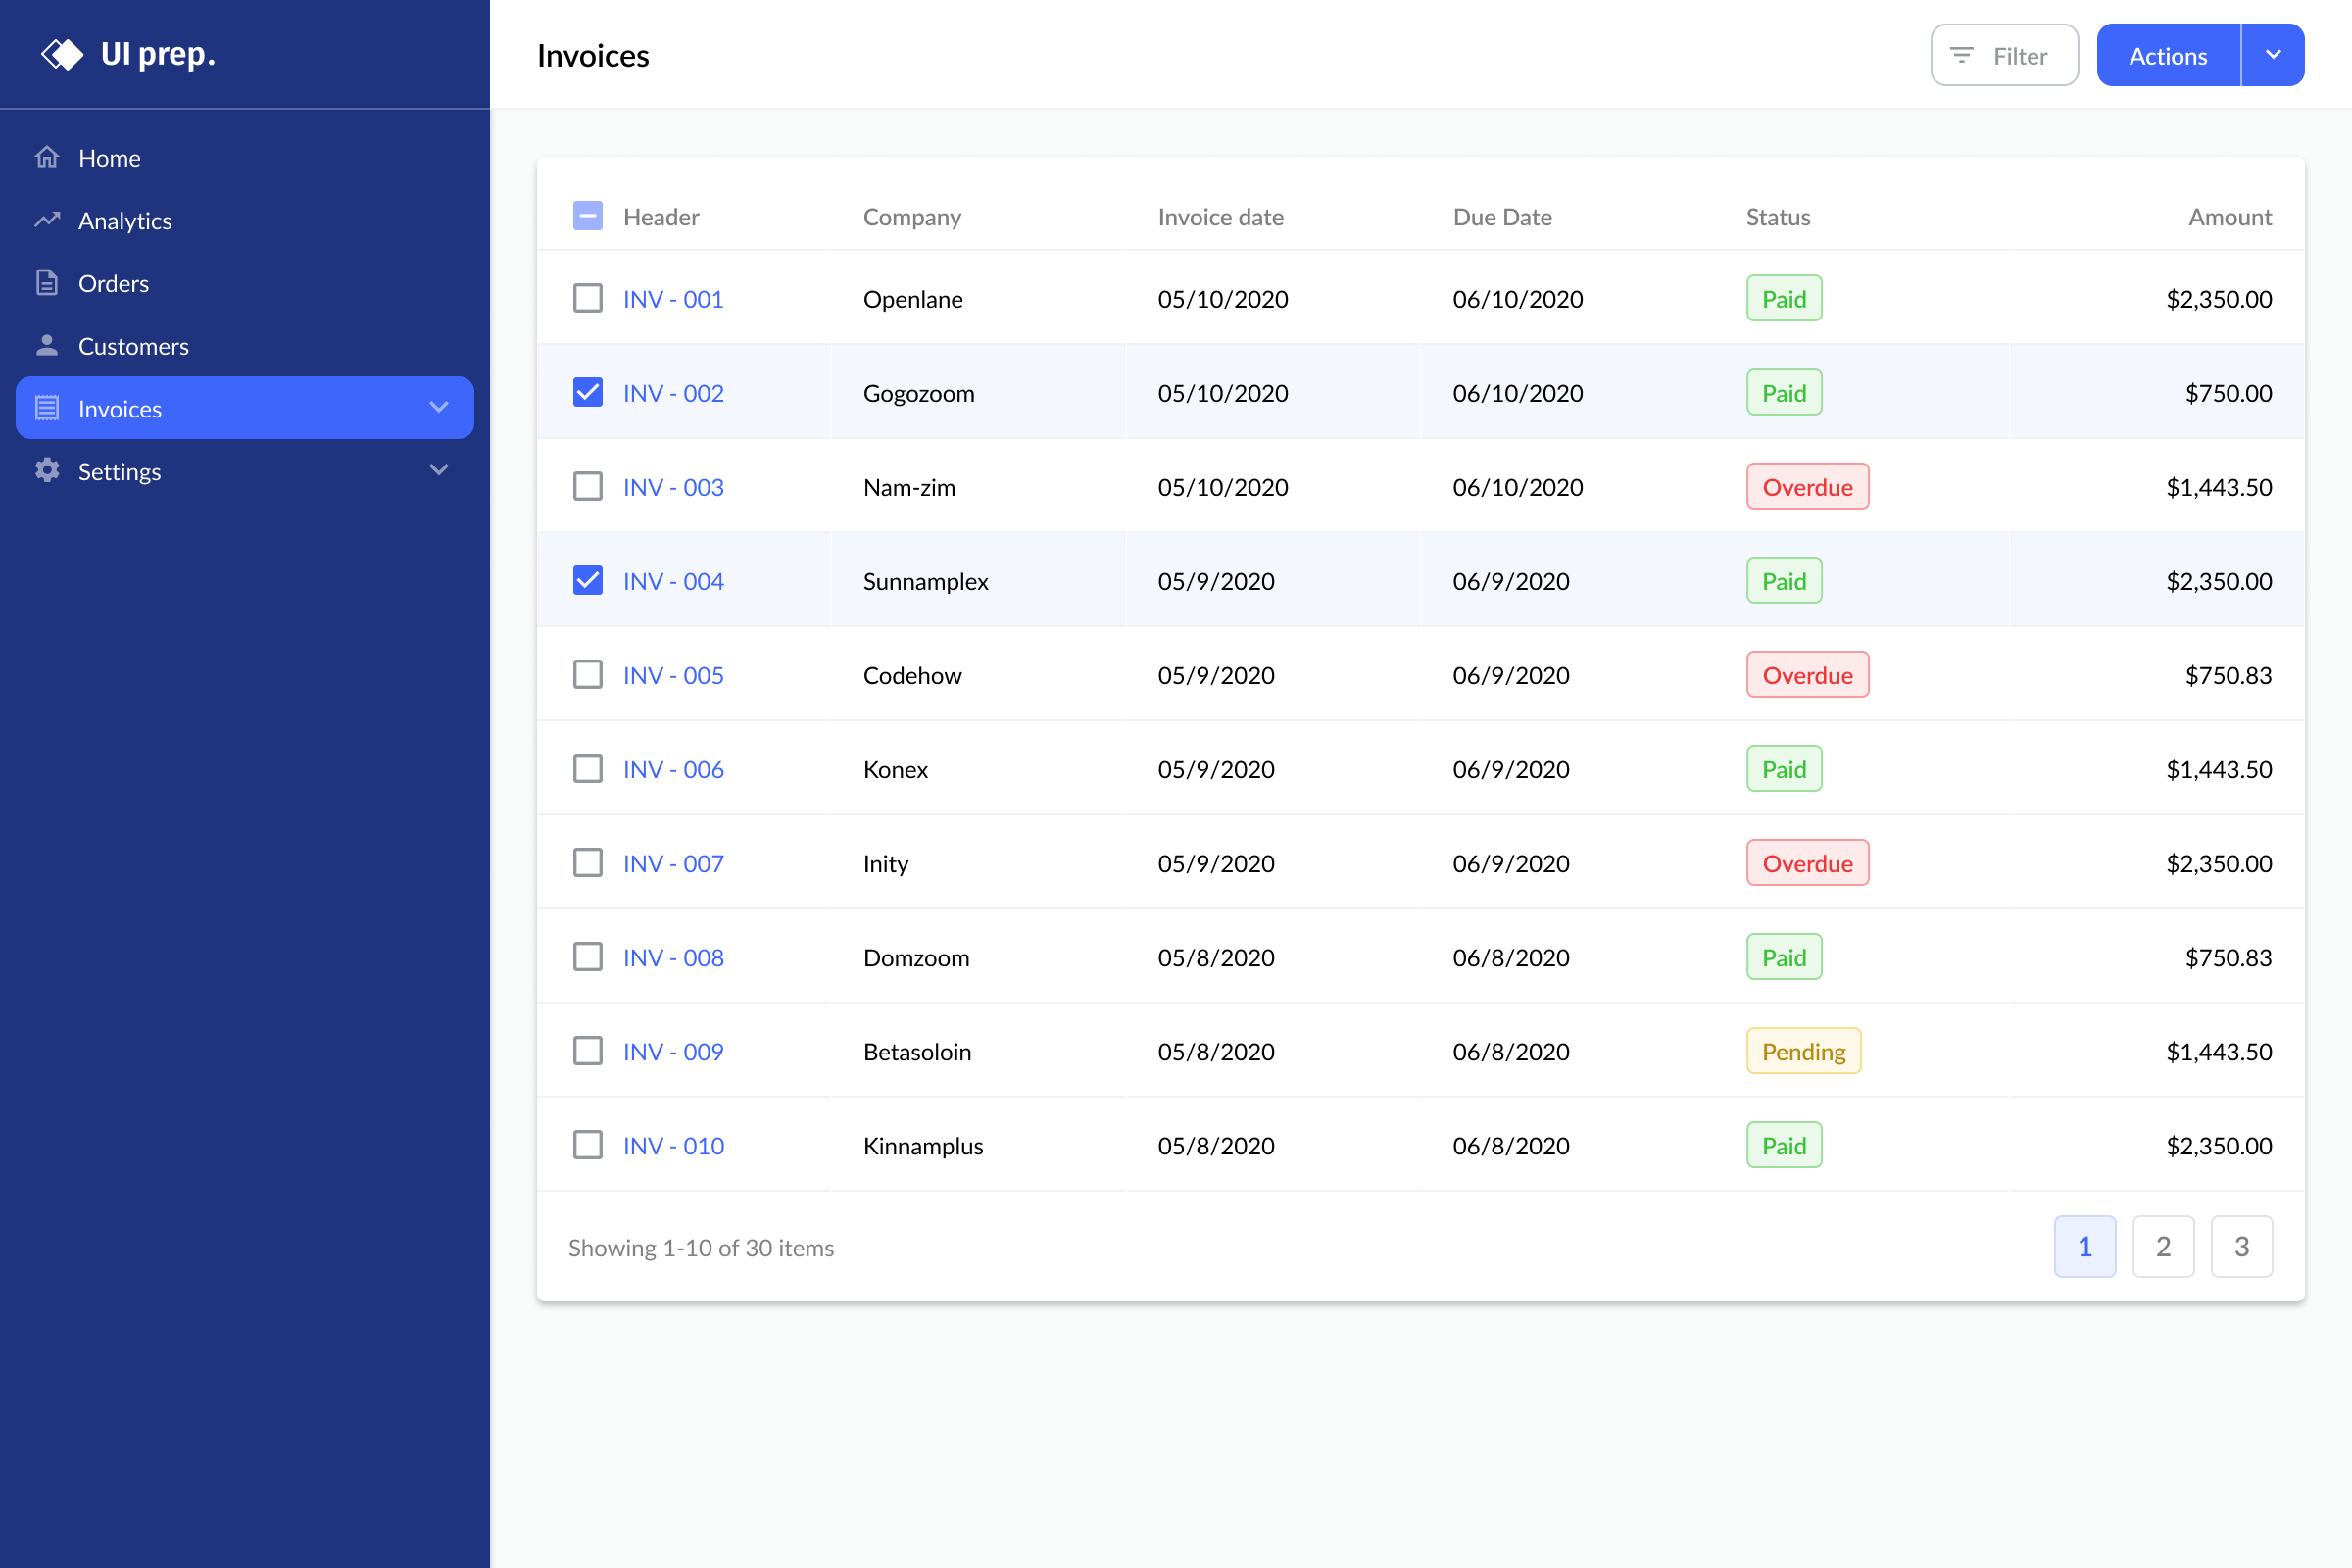 UI prep.
Home
Analytics
Orders
Customers
Invoices
Settings
Invoices
Filter
Actions
Header Company Invoice date Due Date Status Amount
INV - 001 Openlane 05/10/2020 06/10/2020 Paid $2,350.00
INV - 002 Gogozoom 05/10/2020 06/10/2020 Paid $750.00
INV - 003 Nam-zim 05/10/2020 06/10/2020 Overdue $1,443.50
INV - 004 Sunnamplex 05/9/2020 06/9/2020 Paid $2,350.00
INV - 005 Codehow 05/9/2020 06/9/2020 Overdue $750.83
INV - 006 Konex 05/9/2020 06/9/2020 Paid $1,443.50
INV - 007 Inity 05/9/2020 06/9/2020 Overdue $2,350.00
INV - 008 Domzoom 05/8/2020 06/8/2020 Paid $750.83
INV - 009 Betasoloin 05/8/2020 06/8/2020 Pending $1,443.50
INV - 010 Kinnamplus 05/8/2020 06/8/2020 Paid $2,350.00
Showing 1-10 of 30 items
1 2 3